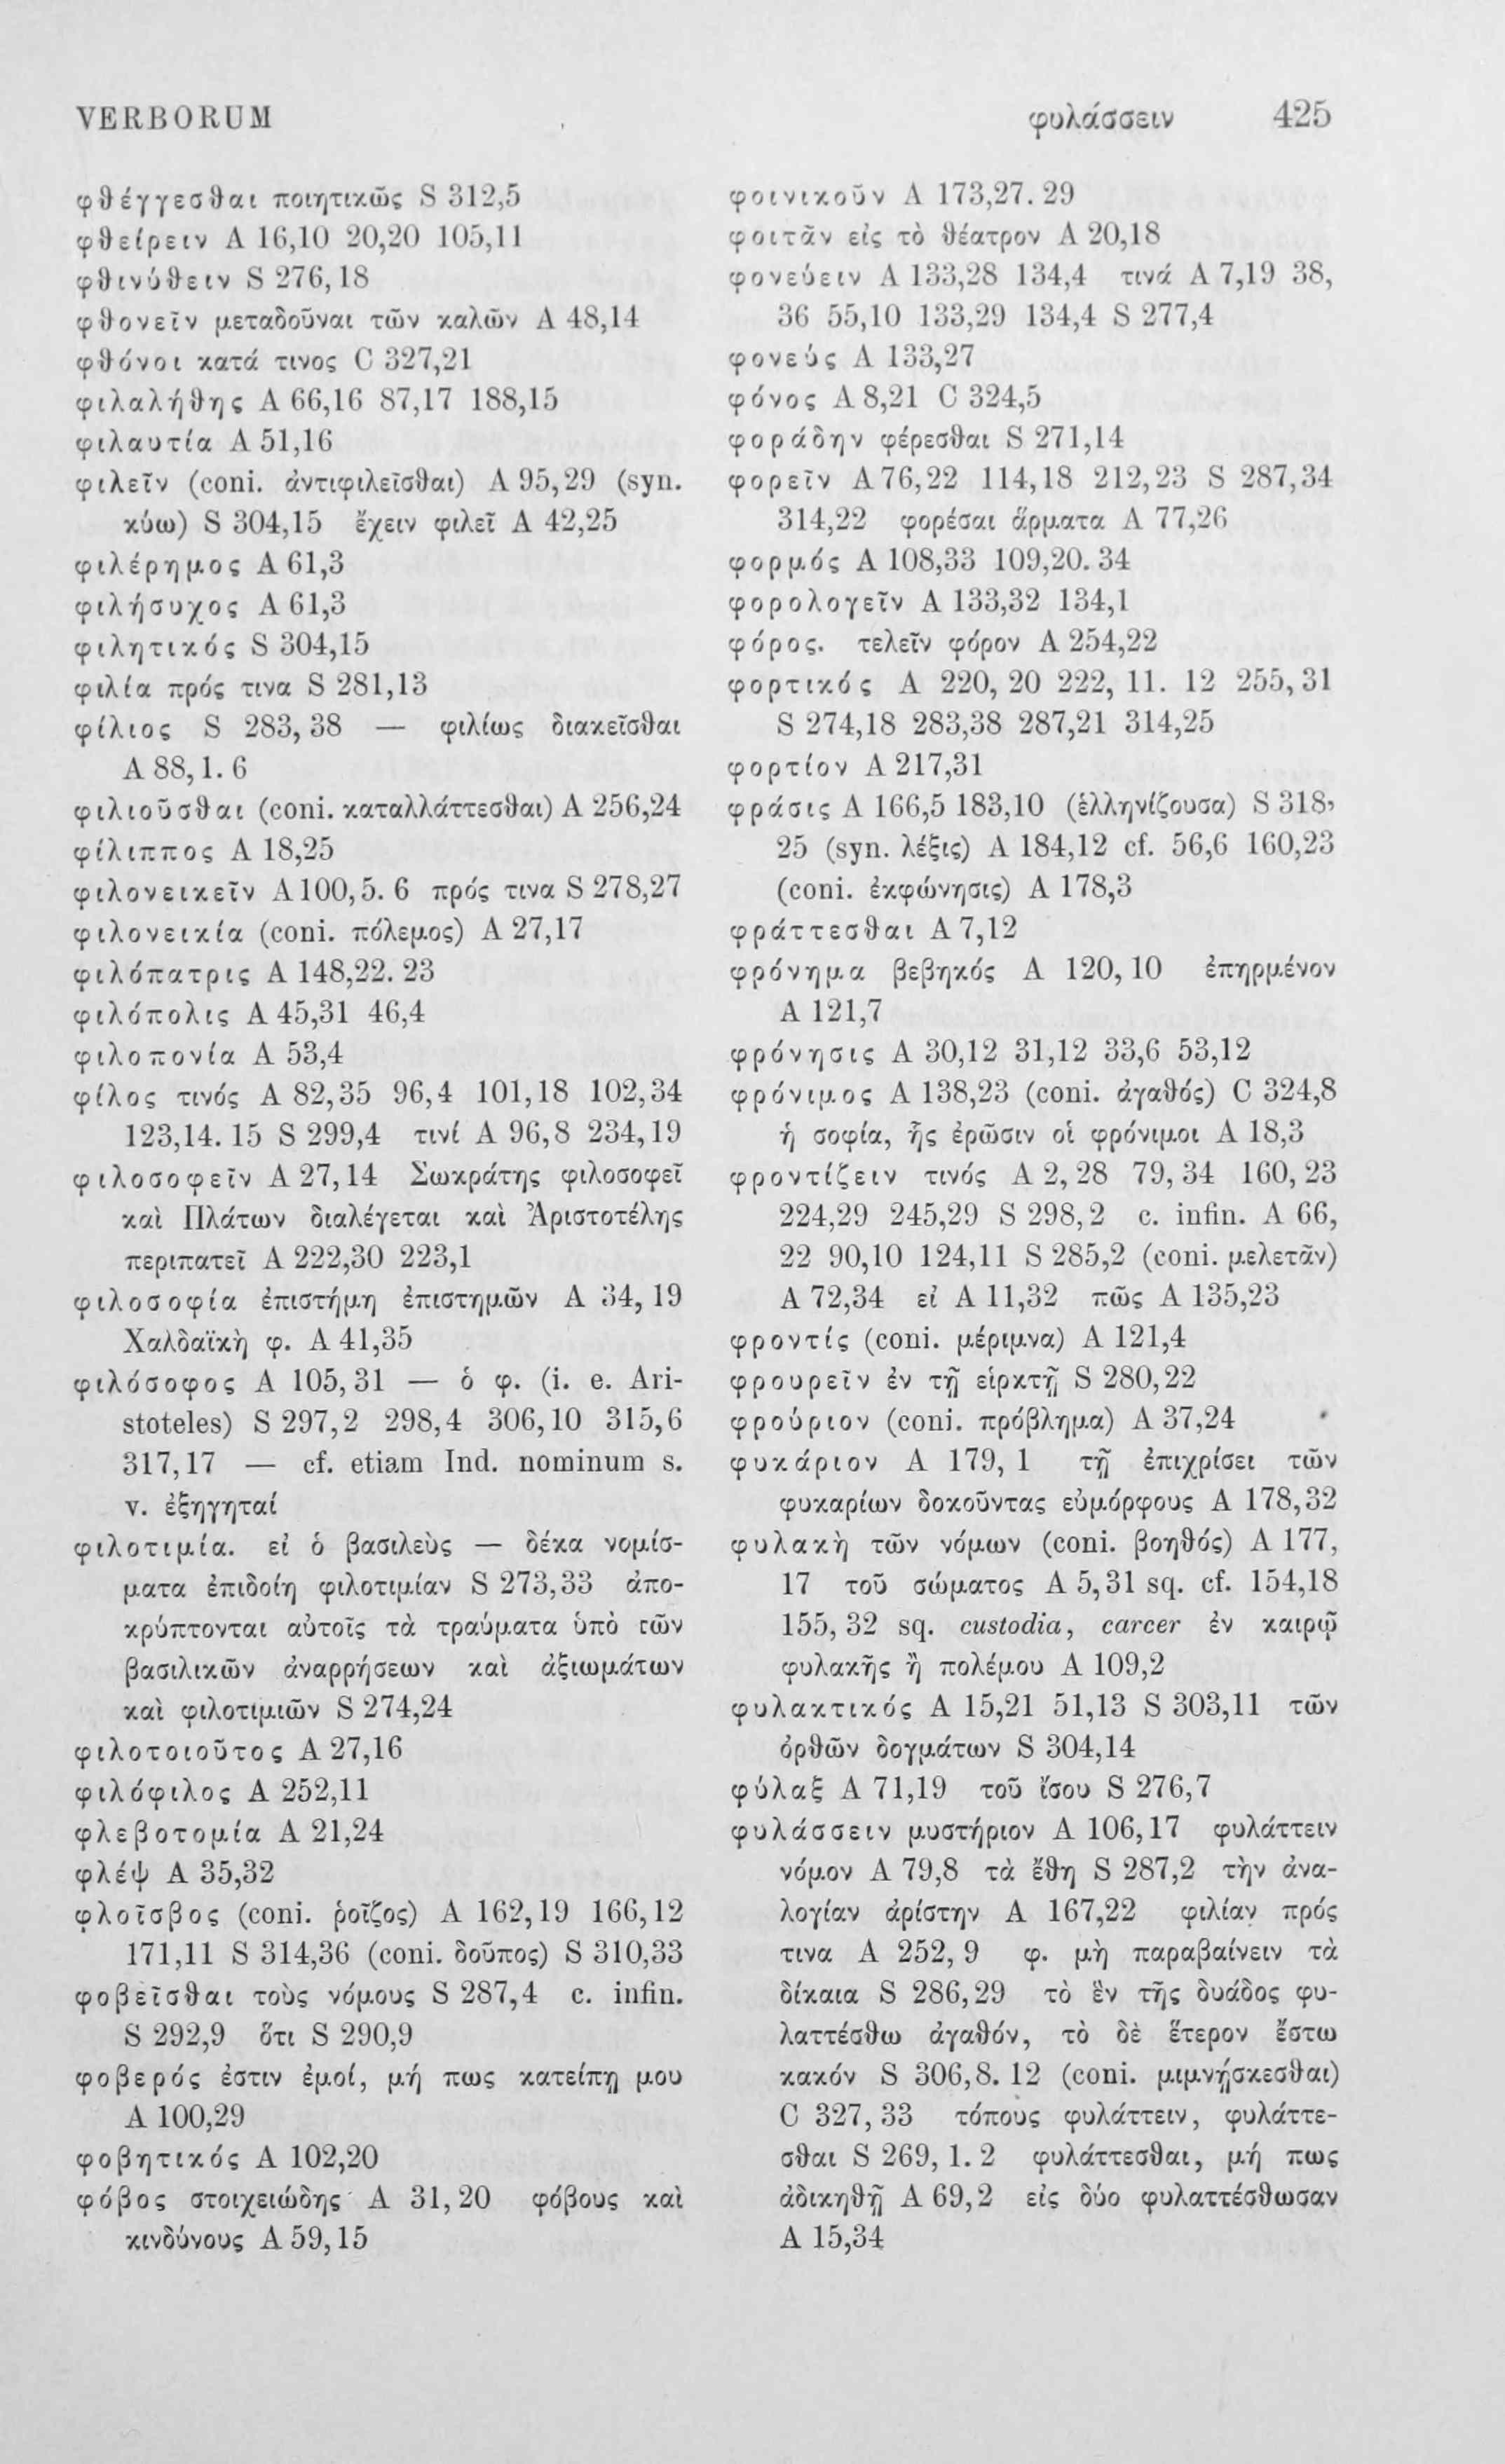 VERBORUM φυλάσσειν 425
φθέγγεσθαι ποιητικῶς S 312,5
φθείρειν A 16,10 20,20 105,11
φθινύθειν S 276,18
φθονεῖν μεταδοῦναι τῶν καλῶν A 48,14
φθόνοι κατά τινος C 327,21
φιλαλήθης A 66,16 87,17 188,15
φιλαυτία A 51,16
φιλεῖν (coni. ἀντιφιλεῖσθαι) A 95,29 (syn.
κύω) S 304,15 ἔχειν φιλεῖ A 42,25
φιλέρημος A 61,3
φιλήσυχος A 61,3
φιλητικός S 304,15
φιλία πρός τινα S 281,13
φίλιος S 283,38 — φιλίως διακεῖσθαι
A 88,1. 6
φιλιοῦσθαι (coni. καταλλάττεσθαι) A 256,24
φίλιππος A 18,25
φιλονεικεῖν A 100,5. 6 πρός τινα S 278,27
φιλονεικία (coni. πόλεμος) A 27,17
φιλόπατρις A 148,22. 23
φιλόπολις A 45,31 46,4
φιλοπονία A 53,4
φίλος τινός A 82,35 96,4 101,18 102,34
123,14. 15 S 299,4 τινί A 96,8 234,19
φιλοσοφεῖν A 27,14 Σωκράτης φιλοσοφεῖ
καὶ Πλάτων διαλέγεται καὶ Ἀριστοτέλης
περιπατεῖ A 222,30 223,1
φιλοσοφία ἐπιστήμη ἐπιστημῶν A 34,19
Χαλδαϊκὴ φ. A 41,35
φιλόσοφος A 105,31 — ὁ φ. (i. e. Ari-
stoteles) S 297,2 298,4 306,10 315,6
317,17 — cf. etiam Ind. nominum s.
v. ἐξηγηταί
φιλοτιμία. εἰ ὁ βασιλεὺς — δέκα νομίσ-
ματα ἐπιδοίη φιλοτιμίαν S 273,33 ἀπο-
κρύπτονται αὐτοῖς τὰ τραύματα ὑπὸ τῶν
βασιλικῶν ἀναρρήσεων καὶ ἀξιωμάτων
καὶ φιλοτιμιῶν S 274,24
φιλοτοιοῦτος A 27,16
φιλόφιλος A 252,11
φλεβοτομία A 21,24
φλέψ A 35,32
φλοῖσβος (coni. ῥοῖζος) A 162,19 166,12
171,11 S 314,36 (coni. δοῦπος) S 310,33
φοβεῖσθαι τοὺς νόμους S 287,4 c. infin.
S 292,9 ὅτι S 290,9
φοβερός ἐστιν ἐμοί, μή πως κατείπῃ μου
A 100,29
φοβητικός A 102,20
φόβος στοιχειώδης A 31,20 φόβους καὶ
κινδύνους A 59,15
φοινικοῦν A 173,27. 29
φοιτᾶν εἰς τὸ θέατρον A 20,18
φονεύειν A 133,28 134,4 τινά A 7,19 38,
36 55,10 133,29 134,4 S 277,4
φονεύς A 133,27
φόνος A 8,21 C 324,5
φοράδην φέρεσθαι S 271,14
φορεῖν A 76,22 114,18 212,23 S 287,34
314,22 φορέσαι ἅρματα A 77,26
φορμός A 108,33 109,20. 34
φορολογεῖν A 133,32 134,1
φόρος. τελεῖν φόρον A 254,22
φορτικός A 220, 20 222, 11. 12 255, 31
S 274,18 283,38 287,21 314,25
φορτίον A 217,31
φράσις A 166,5 183,10 (ἑλληνίζουσα) S 318,
25 (syn. λέξις) A 184,12 cf. 56,6 160,23
(coni. ἐκφώνησις) A 178,3
φράττεσθαι A 7,12
φρόνημα βεβηκός A 120,10 ἐπηρμένον
A 121,7
φρόνησις A 30,12 31,12 33,6 53,12
φρόνιμος A 138,23 (coni. ἀγαθός) C 324,8
ἡ σοφία, ἧς ἐρῶσιν οἱ φρόνιμοι A 18,3
φροντίζειν τινός A 2,28 79,34 160,23
224,29 245,29 S 298,2 c. infin. A 66,
22 90,10 124,11 S 285,2 (coni. μελετᾶν)
A 72,34 εἰ A 11,32 πῶς A 135,23
φροντίς (coni. μέριμνα) A 121,4
φρουρεῖν ἐν τῇ εἱρκτῇ S 280,22
φρούριον (coni. πρόβλημα) A 37,24
φυκάριον A 179,1 τῇ ἐπιχρίσει τῶν
φυκαρίων δοκοῦντας εὐμόρφους A 178,32
φυλακὴ τῶν νόμων (coni. βοηθός) A 177,
17 τοῦ σώματος A 5,31 sq. cf. 154,18
155,32 sq. custodia, carcer ἐν καιρῷ
φυλακῆς ἢ πολέμου A 109,2
φυλακτικός A 15,21 51,13 S 303,11 τῶν
ὀρθῶν δογμάτων S 304,14
φύλαξ A 71,19 τοῦ ἴσου S 276,7
φυλάσσειν μυστήριον A 106,17 φυλάττειν
νόμον A 79,8 τὰ ἔθη S 287,2 τὴν ἀνα-
λογίαν ἀρίστην A 167,22 φιλίαν πρός
τινα A 252,9 φ. μὴ παραβαίνειν τὰ
δίκαια S 286,29 τὸ ἓν τῆς δυάδος φυ-
λαττέσθω ἀγαθόν, τὸ δὲ ἕτερον ἔστω
κακόν S 306,8. 12 (coni. μιμνῄσκεσθαι)
C 327,33 τόπους φυλάττειν, φυλάττε-
σθαι S 269,1. 2 φυλάττεσθαι, μή πως
ἀδικηθῇ A 69,2 εἰς δύο φυλαττέσθωσαν
A 15,34